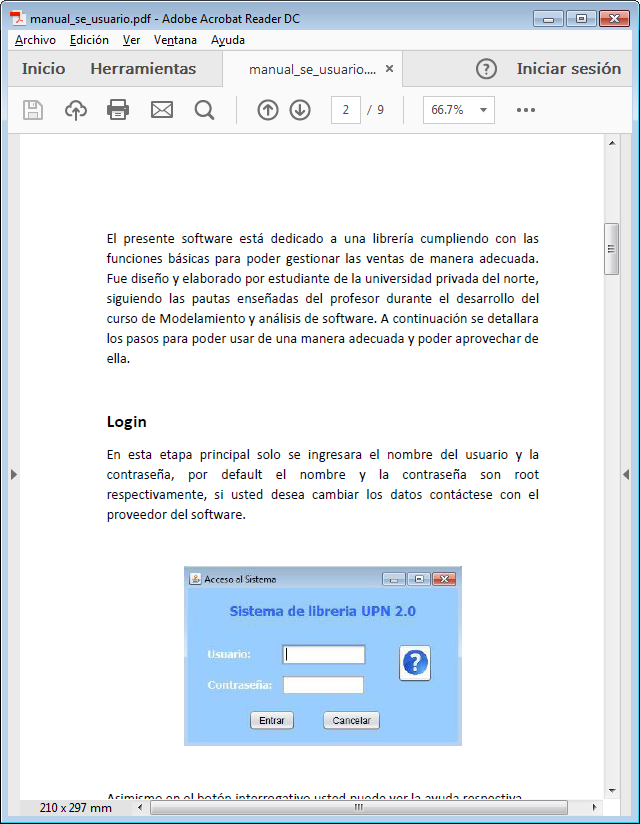 manual_se_usuario.pdf - Adobe Acrobat Reader DC
Archivo Edición Ver Ventana Ayuda
Inicio Herramientas manual_se_usuario.... × ? Iniciar sesión
2 / 9 66.7%
El presente software está dedicado a una librería cumpliendo con las
funciones básicas para poder gestionar las ventas de manera adecuada.
Fue diseño y elaborado por estudiante de la universidad privada del norte,
siguiendo las pautas enseñadas del profesor durante el desarrollo del
curso de Modelamiento y análisis de software. A continuación se detallara
los pasos para poder usar de una manera adecuada y poder aprovechar de
ella.
Login
En esta etapa principal solo se ingresara el nombre del usuario y la
contraseña, por default el nombre y la contraseña son root
respectivamente, si usted desea cambiar los datos contáctese con el
proveedor del software.
Acceso al Sistema
Sistema de libreria UPN 2.0
Usuario:
?
Contraseña:
Entrar Cancelar
Asimismo en el botón interrogativo usted puede ver la ayuda respectiva
210 x 297 mm